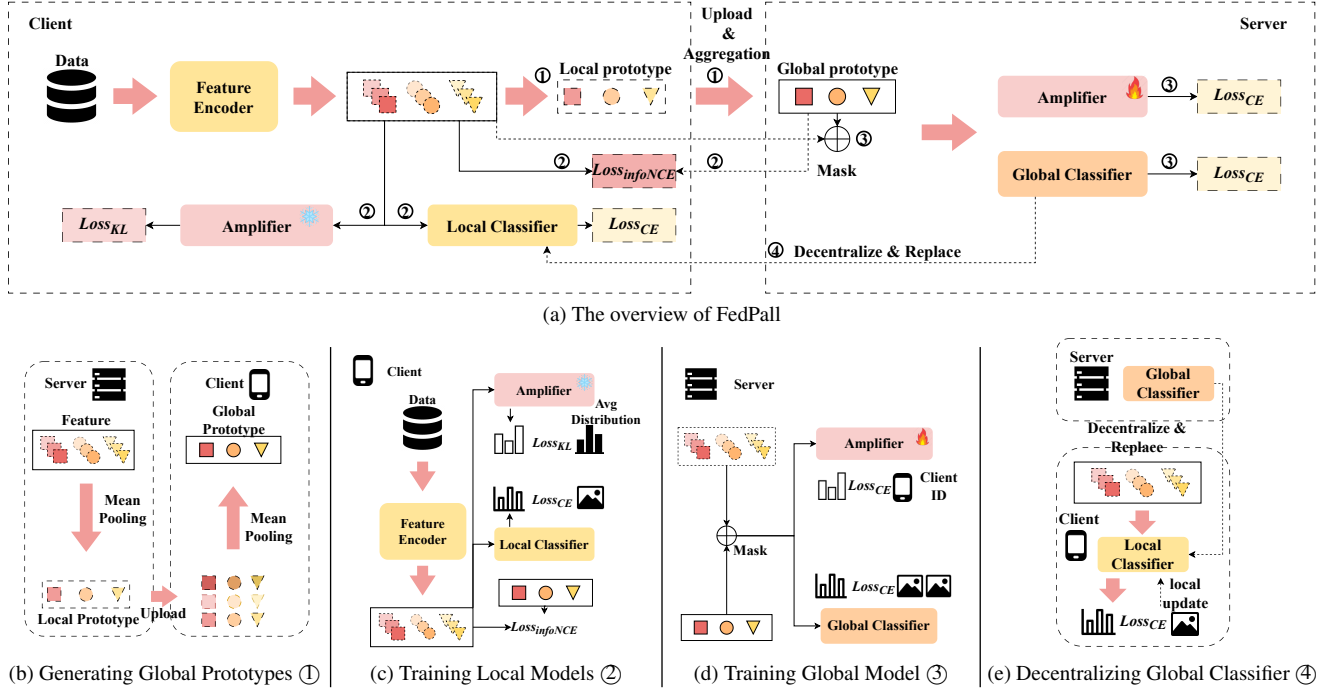 Client
Upload
&
Aggregation
Server
Data
Feature
Encoder
①
Local prototype
①
Global prototype
Amplifier
③
Loss_CE
③
Mask
②
Loss_infoNCE
②
Global Classifier
③
Loss_CE
Loss_KL
Amplifier
②
②
Local Classifier
Loss_CE
④ Decentralize & Replace
(a) The overview of FedPall
Server
Feature
Mean
Pooling
Local Prototype
Upload
Client
Global
Prototype
Mean
Pooling
(b) Generating Global Prototypes ①
Client
Data
Feature
Encoder
Amplifier
Avg
Distribution
Loss_KL
Loss_CE
Local Classifier
Loss_infoNCE
(c) Training Local Models ②
Server
Mask
Amplifier
Loss_CE
Client
ID
Loss_CE
Global Classifier
(d) Training Global Model ③
Server
Global
Classifier
Decentralize &
Replace
Client
Local
Classifier
local
update
Loss_CE
(e) Decentralizing Global Classifier ④